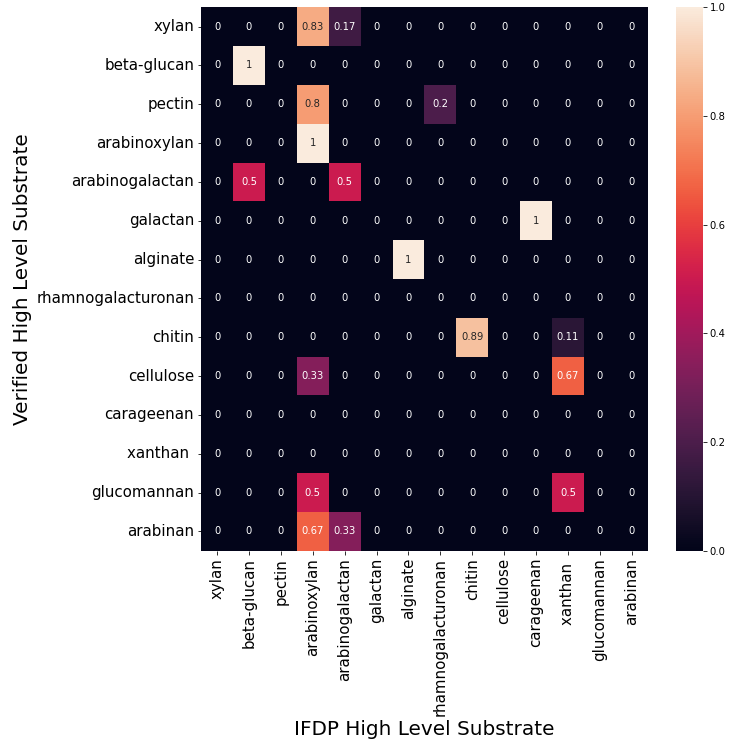 Verified High Level Substrate
xylan 0 0 0 0.83 0.17 0 0 0 0 0 0 0 0 0
beta-glucan 0 1 0 0 0 0 0 0 0 0 0 0 0 0
pectin 0 0 0 0.8 0 0 0 0.2 0 0 0 0 0 0
arabinoxylan 0 0 0 1 0 0 0 0 0 0 0 0 0 0
arabinogalactan 0 0.5 0 0 0.5 0 0 0 0 0 0 0 0 0
galactan 0 0 0 0 0 0 0 0 0 0 1 0 0 0
alginate 0 0 0 0 0 0 1 0 0 0 0 0 0 0
rhamnogalacturonan 0 0 0 0 0 0 0 0 0 0 0 0 0 0
chitin 0 0 0 0 0 0 0 0 0.89 0 0 0.11 0 0
cellulose 0 0 0 0.33 0 0 0 0 0 0 0 0.67 0 0
carageenan 0 0 0 0 0 0 0 0 0 0 0 0 0 0
xanthan 0 0 0 0 0 0 0 0 0 0 0 0 0 0
glucomannan 0 0 0 0.5 0 0 0 0 0 0 0 0.5 0 0
arabinan 0 0 0 0.67 0.33 0 0 0 0 0 0 0 0 0
xylan
beta-glucan
pectin
arabinoxylan
arabinogalactan
galactan
alginate
rhamnogalacturonan
chitin
cellulose
carageenan
xanthan
glucomannan
arabinan
IFDP High Level Substrate
1.0
0.8
0.6
0.4
0.2
0.0